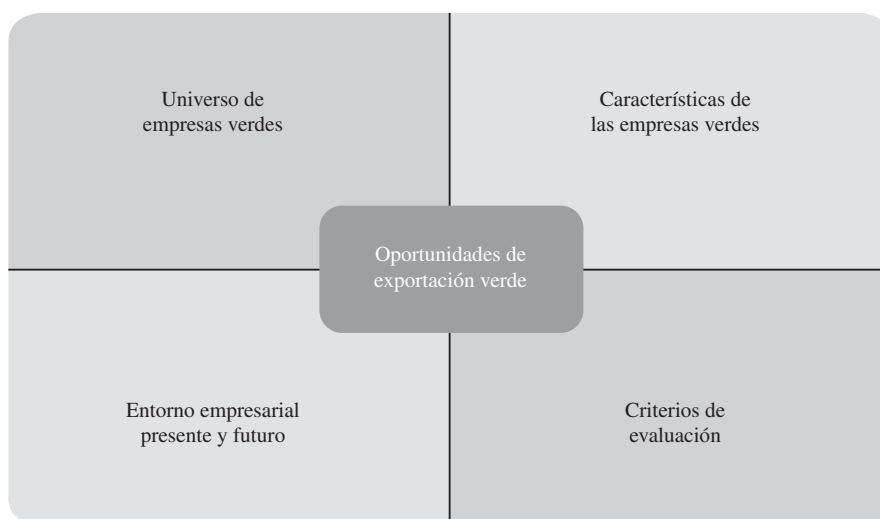 Universo de
empresas verdes
Características de
las empresas verdes
Oportunidades de
exportación verde
Entorno empresarial
presente y futuro
Criterios de
evaluación